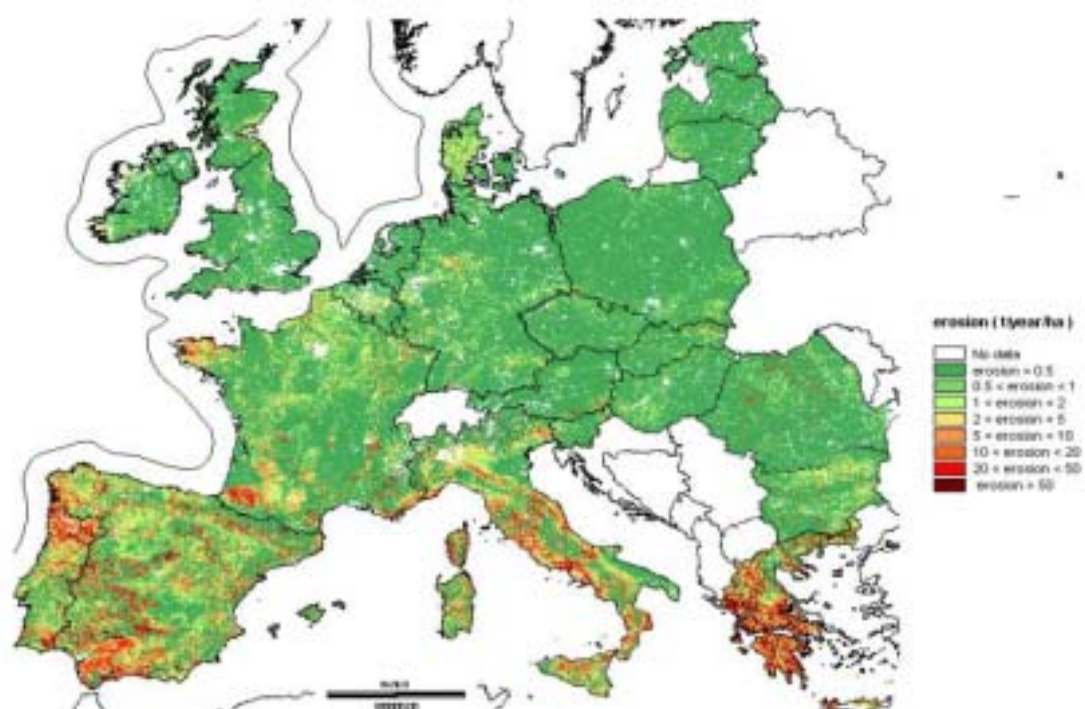 erosion ( t/year/ha )
No data
erosion < 0.5
0.5 < erosion < 1
1 < erosion < 2
2 < erosion < 5
5 < erosion < 10
10 < erosion < 20
20 < erosion < 50
erosion > 50